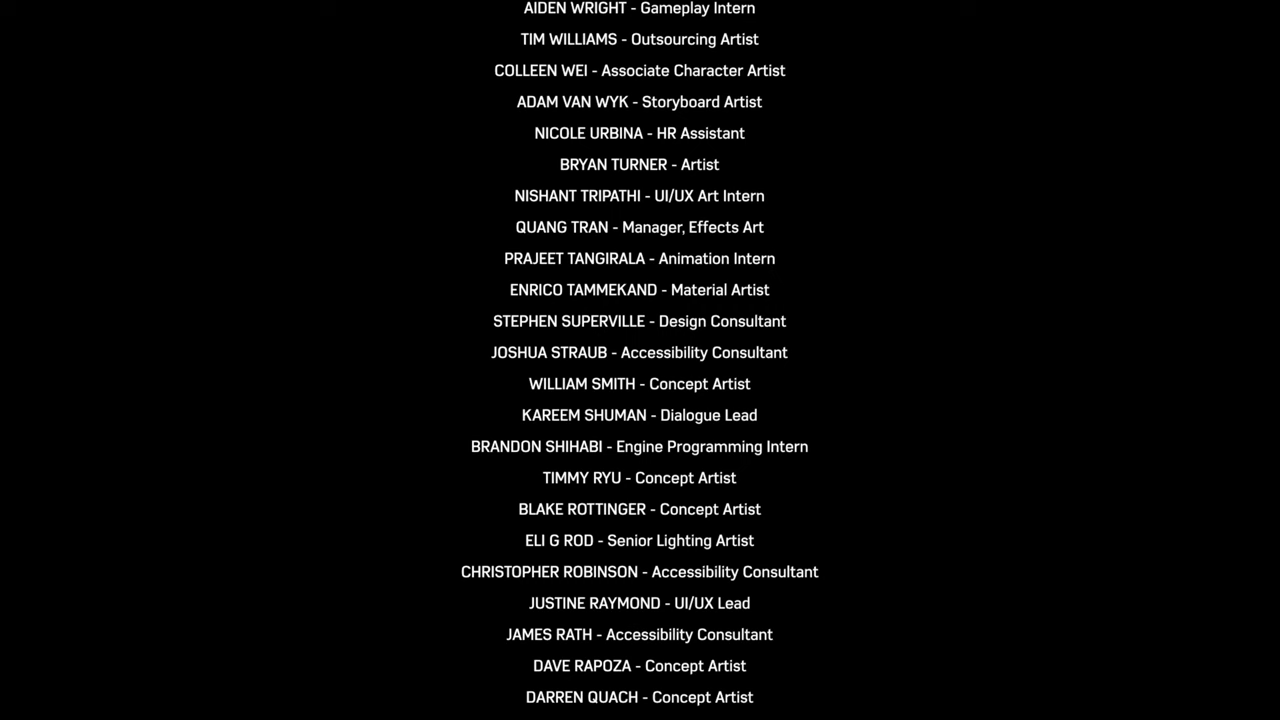 AIDEN WRIGHT - Gameplay Intern
TIM WILLIAMS - Outsourcing Artist
COLLEEN WEI - Associate Character Artist
ADAM VAN WYK - Storyboard Artist
NICOLE URBINA - HR Assistant
BRYAN TURNER - Artist
NISHANT TRIPATHI - UI/UX Art Intern
QUANG TRAN - Manager, Effects Art
PRAJEET TANGIRALA - Animation Intern
ENRICO TAMMEKAND - Material Artist
STEPHEN SUPERVILLE - Design Consultant
JOSHUA STRAUB - Accessibility Consultant
WILLIAM SMITH - Concept Artist
KAREEM SHUMAN - Dialogue Lead
BRANDON SHIHABI - Engine Programming Intern
TIMMY RYU - Concept Artist
BLAKE ROTTINGER - Concept Artist
ELI G ROD - Senior Lighting Artist
CHRISTOPHER ROBINSON - Accessibility Consultant
JUSTINE RAYMOND - UI/UX Lead
JAMES RATH - Accessibility Consultant
DAVE RAPOZA - Concept Artist
DARREN QUACH - Concept Artist